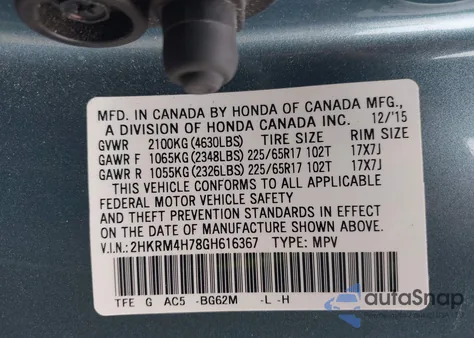 MFD. IN CANADA BY HONDA OF CANADA MFG.,
A DIVISION OF HONDA CANADA INC. 12/'15
GVWR 2100KG(4630LBS) TIRE SIZE RIM SIZE
GAWR F 1065KG(2348LBS) 225/65R17 102T 17X7J
GAWR R 1055KG(2326LBS) 225/65R17 102T 17X7J
THIS VEHICLE CONFORMS TO ALL APPLICABLE
FEDERAL MOTOR VEHICLE SAFETY
AND THEFT PREVENTION STANDARDS IN EFFECT
ON THE DATE OF MANUFACTURE SHOWN ABOVE.
V.I.N.: 2HKRM4H78GH616367 TYPE: MPV
TFE G AC5 -BG62M -L -H
autoSnap